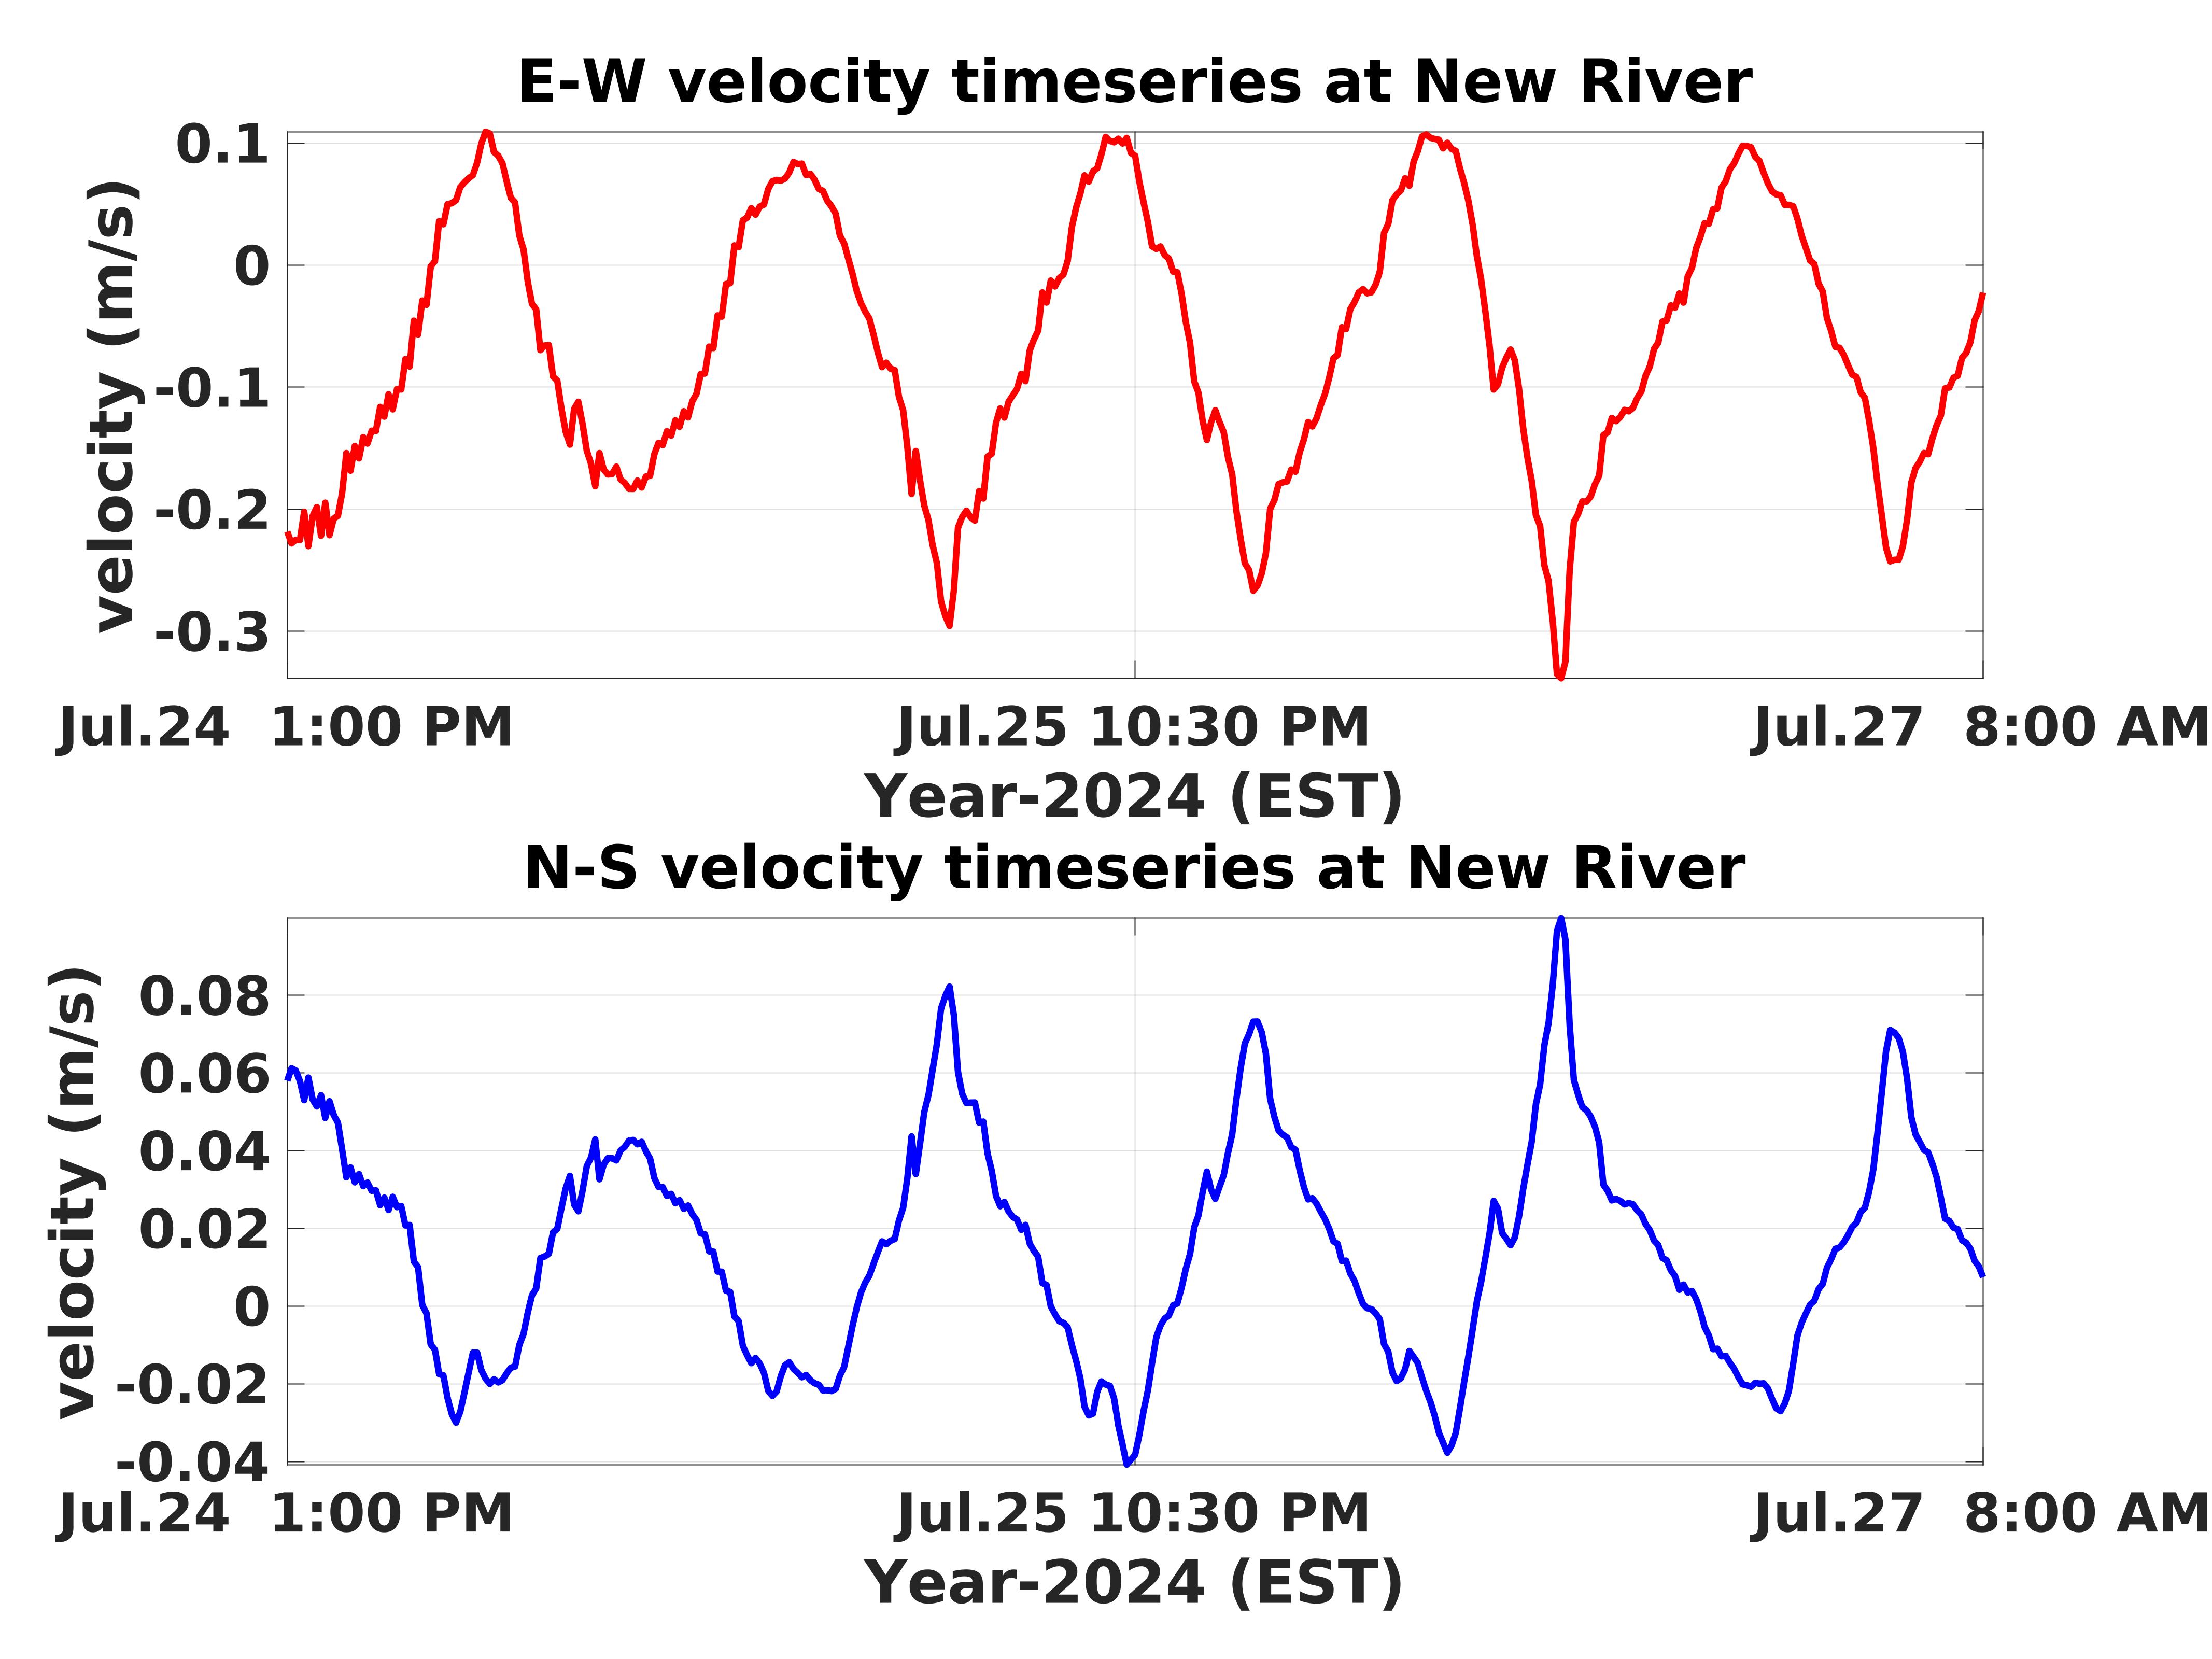 E-W velocity timeseries at New River
velocity (m/s)
0.1
0
-0.1
-0.2
-0.3
Jul.24 1:00 PM Jul.25 10:30 PM Jul.27 8:00 AM
Year-2024 (EST)
N-S velocity timeseries at New River
velocity (m/s)
0.08
0.06
0.04
0.02
0
-0.02
-0.04
Jul.24 1:00 PM Jul.25 10:30 PM Jul.27 8:00 AM
Year-2024 (EST)